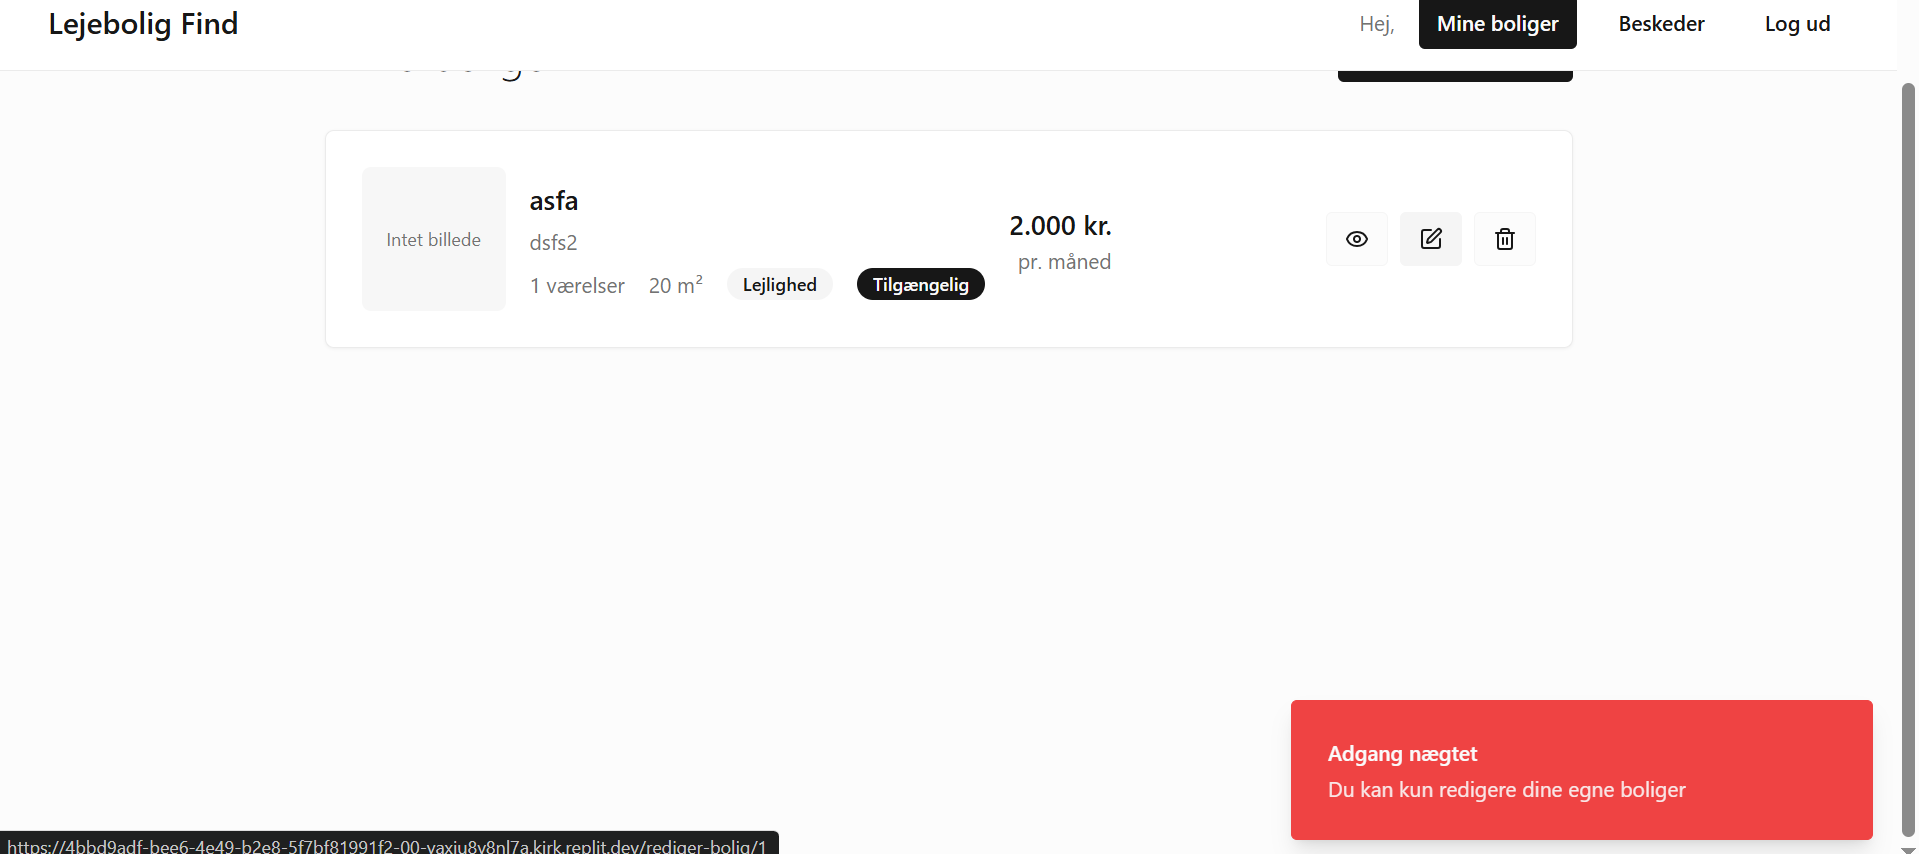 Lejebolig Find
Hej,
Mine boliger
Beskeder
Log ud
Intet billede
asfa
dsfs2
1 værelser
20 m²
Lejlighed
Tilgængelig
2.000 kr.
pr. måned
Adgang nægtet
Du kan kun redigere dine egne boliger
https://4bbd9adf-bee6-4e49-b2e8-5f7bf81991f2-00-yaxju8y8nl7a.kirk.replit.dev/rediger-bolig/1